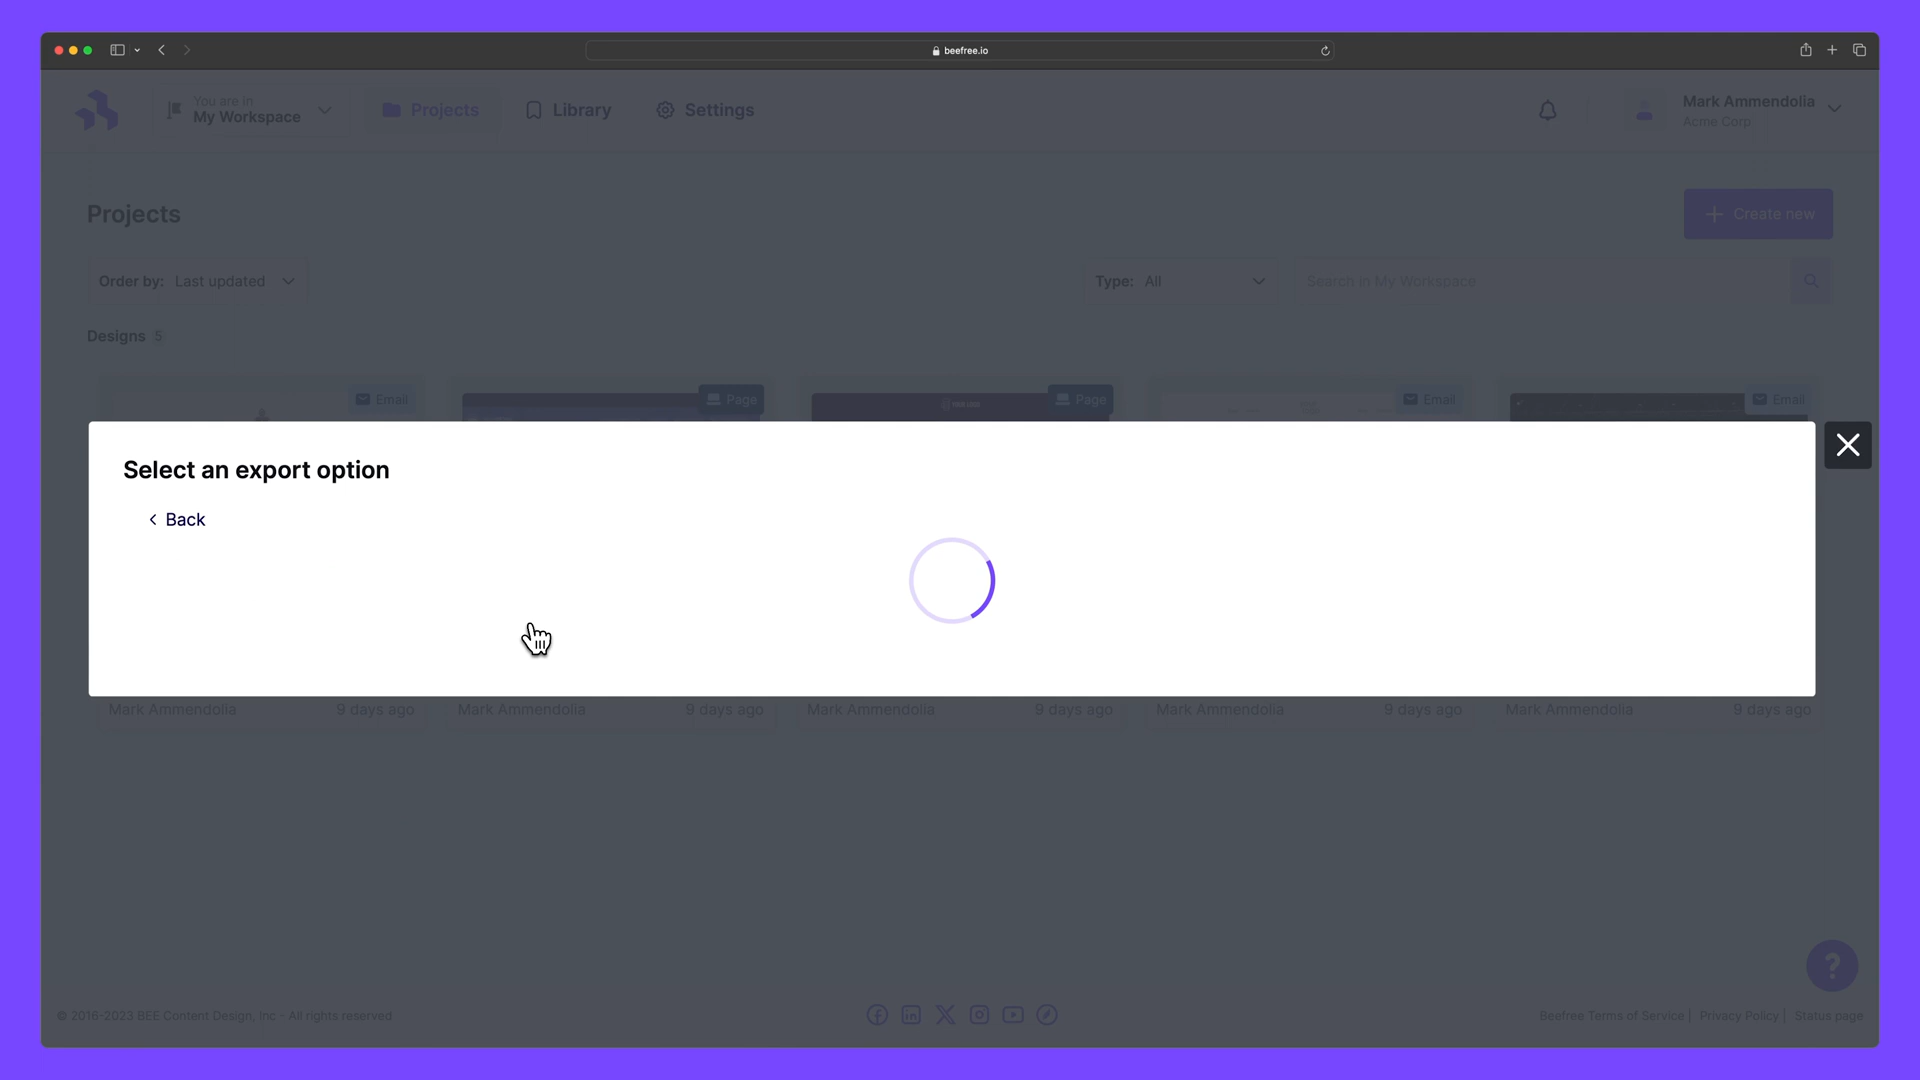 beefree.io
You are in
My Workspace
Projects
Library
Settings
Mark Ammendolia
Acme Corp
Projects
Create new
Order by: Last updated
Type: All
Search in My Workspace
Designs 5
Email
Page
Page
Email
Email
Select an export option
Back
Mark Ammendolia 9 days ago
Mark Ammendolia 9 days ago
Mark Ammendolia 9 days ago
Mark Ammendolia 9 days ago
Mark Ammendolia 9 days ago
?
© 2016-2023 BEE Content Design, Inc - All rights reserved
Beefree Terms of Service | Privacy Policy | Status page